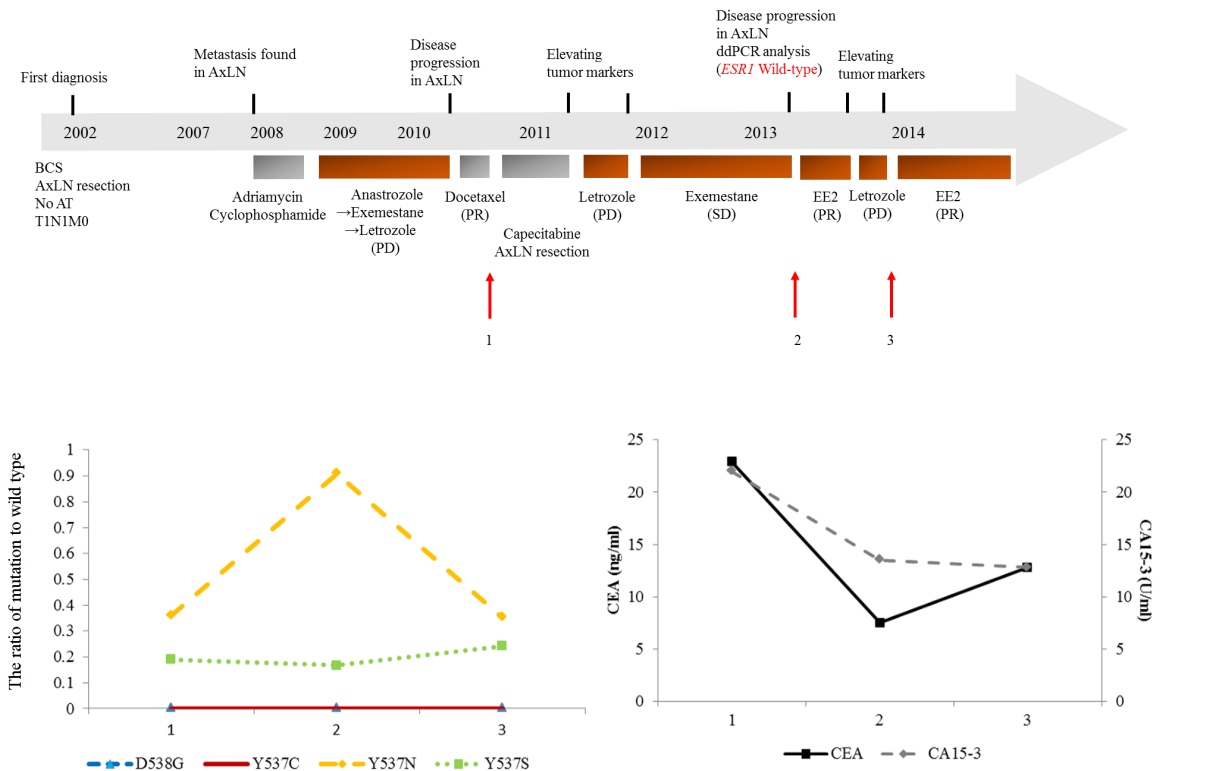 First diagnosis
Metastasis found
in AxLN
Disease
progression
in AxLN
Elevating
tumor markers
Disease progression
in AxLN
ddPCR analysis
(ESR1 Wild-type)
Elevating
tumor markers
2002 2007 2008 2009 2010 2011 2012 2013 2014
BCS
AxLN resection
No AT
T1N1M0
Adriamycin
Cyclophosphamide
Anastrozole
→Exemestane
→Letrozole
(PD)
Docetaxel
(PR)
Capecitabine
AxLN resection
Letrozole
(PD)
Exemestane
(SD)
EE2
(PR)
Letrozole
(PD)
EE2
(PR)
1 2 3
The ratio of mutation to wild type
1
0.9
0.8
0.7
0.6
0.5
0.4
0.3
0.2
0.1
0
1 2 3
D538G Y537C Y537N Y537S
CEA (ng/ml)
25
20
15
10
5
0
1 2 3
25
20
15
10
5
0
CA15-3 (U/ml)
CEA CA15-3